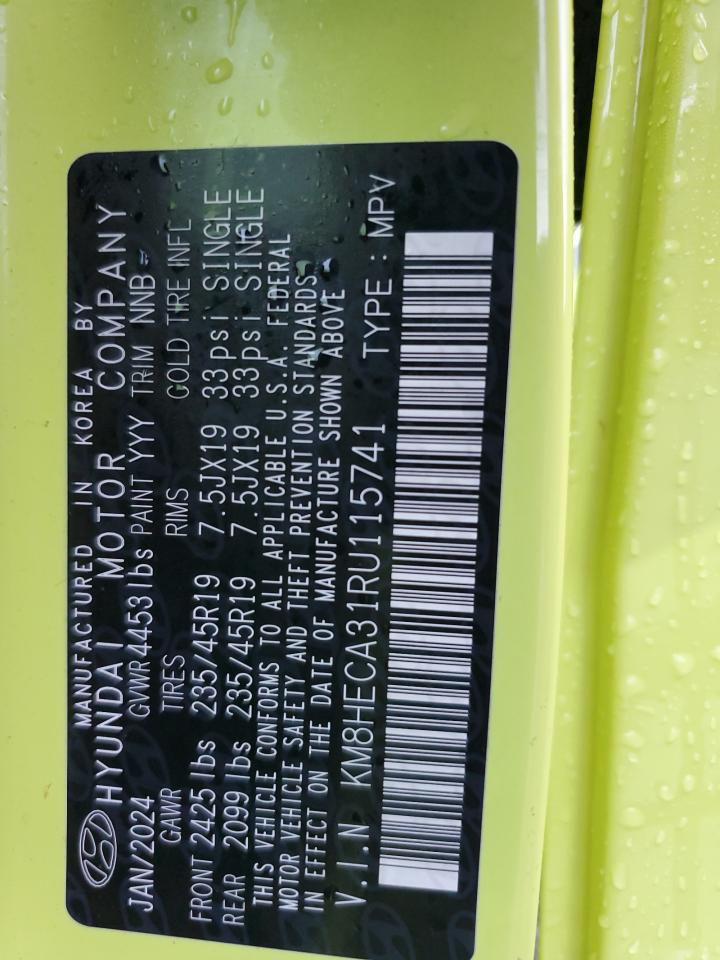 MANUFACTURED IN KOREA BY
HYUNDAI MOTOR COMPANY
JAN/2024 GVWR 4453 lbs PAINT YYY TRIM NNB
GAWR TIRES RIMS COLD TIRE INFL
FRONT 2425 lbs 235/45R19 7.5JX19 33psi SINGLE
REAR 2099 lbs 235/45R19 7.5JX19 33psi SINGLE
THIS VEHICLE CONFORMS TO ALL APPLICABLE U.S.A. FEDERAL
MOTOR VEHICLE SAFETY AND THEFT PREVENTION STANDARDS
IN EFFECT ON THE DATE OF MANUFACTURE SHOWN ABOVE
V.I.N KM8HECA31RU115741 TYPE : MPV